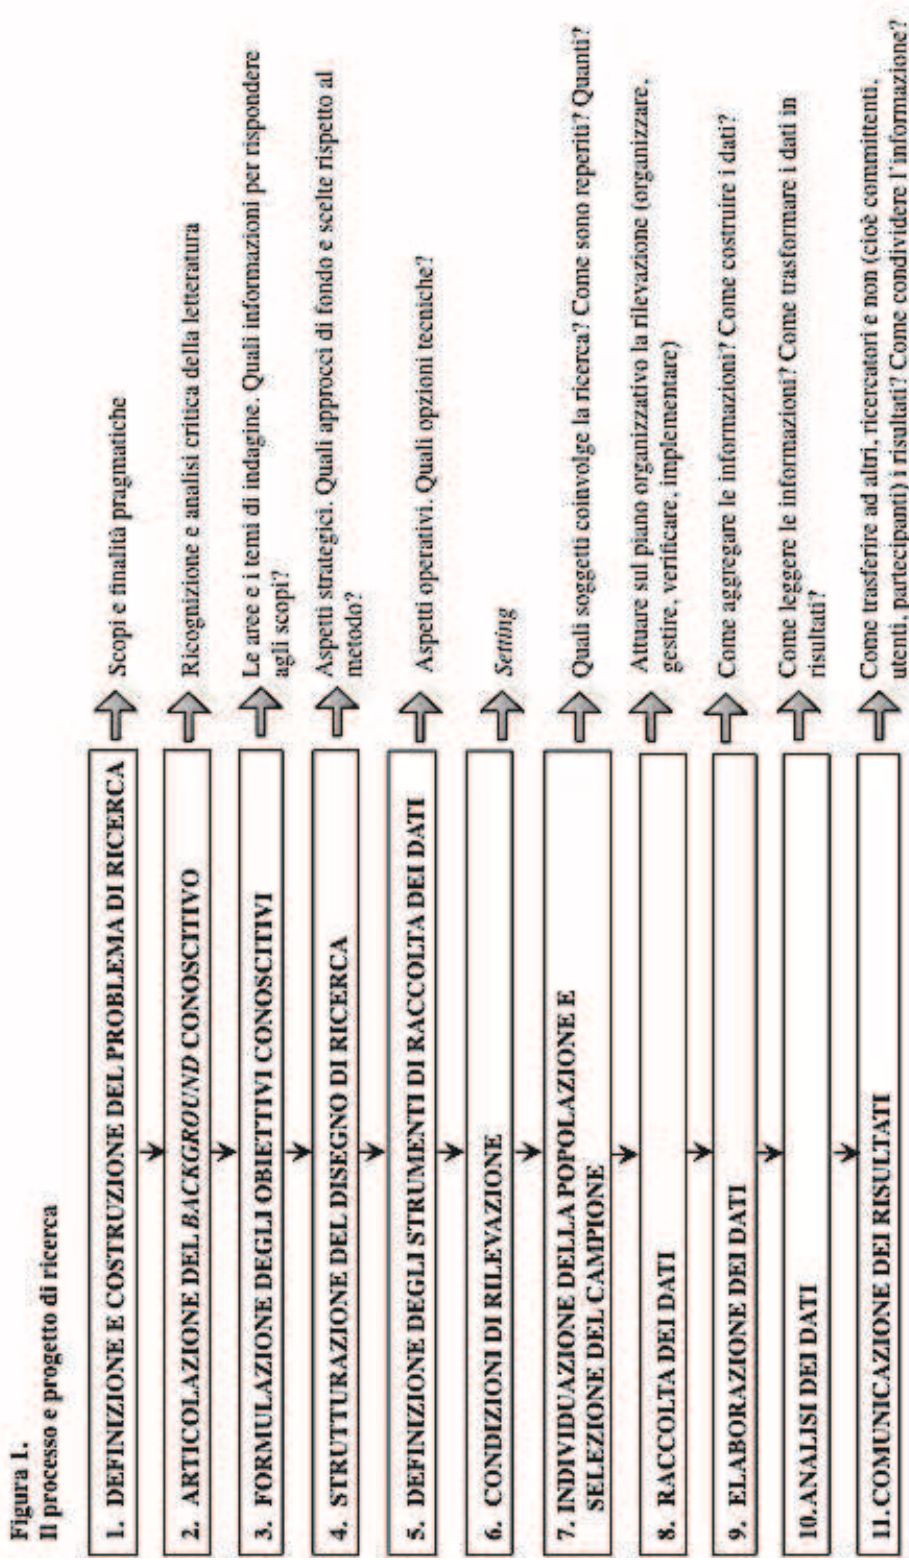 Figura 1.
Il processo e progetto di ricerca
1. DEFINIZIONE E COSTRUZIONE DEL PROBLEMA DI RICERCA
Scopi e finalità pragmatiche
2. ARTICOLAZIONE DEL BACKGROUND CONOSCITIVO
Ricognizione e analisi critica della letteratura
3. FORMULAZIONE DEGLI OBIETTIVI CONOSCITIVI
Le aree e i temi di indagine. Quali informazioni per rispondere
agli scopi?
4. STRUTTURAZIONE DEL DISEGNO DI RICERCA
Aspetti strategici. Quali approcci di fondo e scelte rispetto al
metodo?
5. DEFINIZIONE DEGLI STRUMENTI DI RACCOLTA DEI DATI
Aspetti operativi. Quali opzioni tecniche?
6. CONDIZIONI DI RILEVAZIONE
Setting
7. INDIVIDUAZIONE DELLA POPOLAZIONE E
SELEZIONE DEL CAMPIONE
Quali soggetti coinvolge la ricerca? Come sono reperiti? Quanti?
8. RACCOLTA DEI DATI
Attuare sul piano organizzativo la rilevazione (organizzare,
gestire, verificare, implementare)
9. ELABORAZIONE DEI DATI
Come aggregare le informazioni? Come costruire i dati?
10. ANALISI DEI DATI
Come leggere le informazioni? Come trasformare i dati in
risultati?
11. COMUNICAZIONE DEI RISULTATI
Come trasferire ad altri, ricercatori e non (cioè committenti,
utenti, partecipanti) i risultati? Come condividere l'informazione?